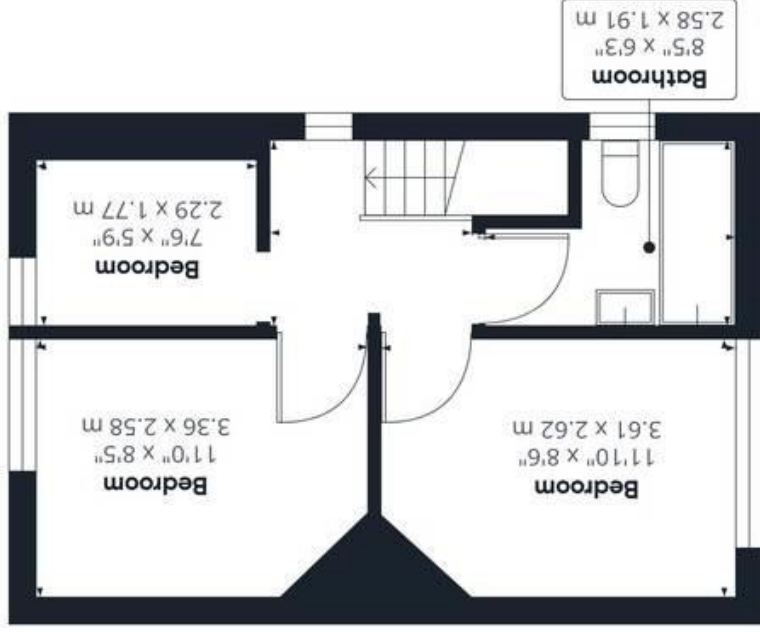 Bedroom
11'10" x 8'6"
3.61 x 2.62 m
Bedroom
11'0" x 8'5"
3.36 x 2.58 m
Bedroom
7'6" x 5'9"
2.29 x 1.77 m
Bathroom
8'5" x 6'3"
2.58 x 1.91 m